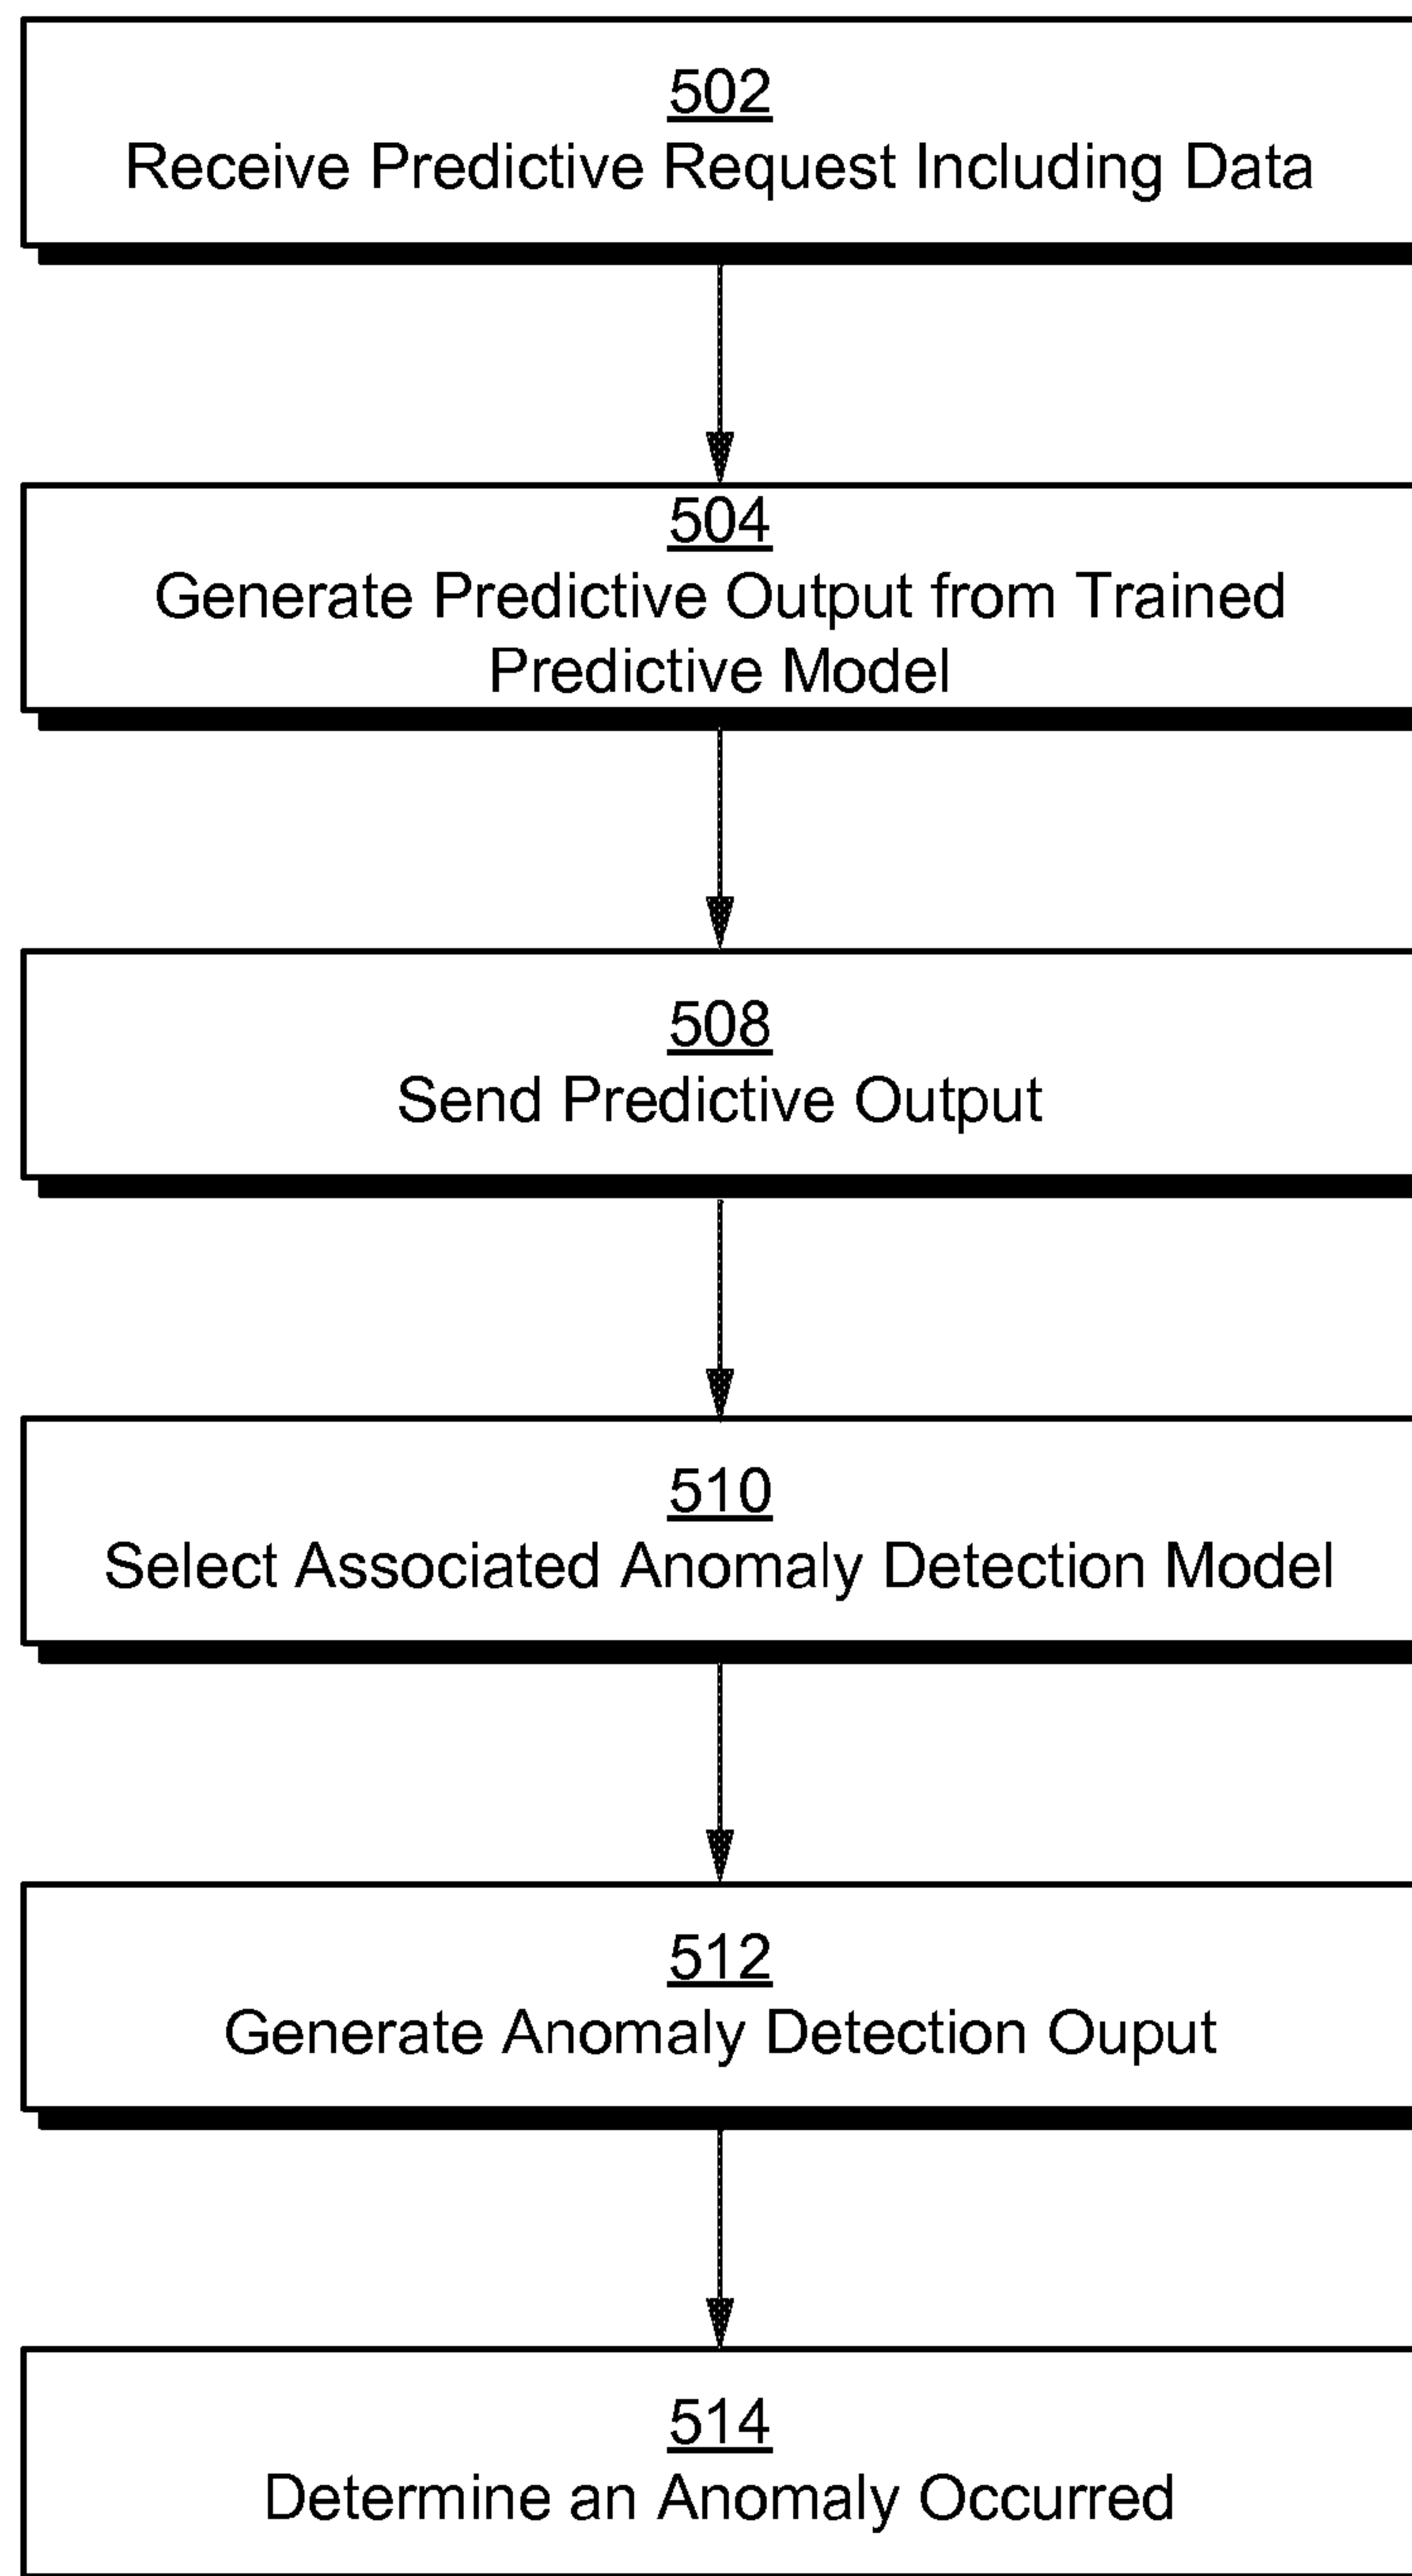 502
Receive Predictive Request Including Data
504
Generate Predictive Output from Trained
Predictive Model
508
Send Predictive Output
510
Select Associated Anomaly Detection Model
512
Generate Anomaly Detection Ouput
514
Determine an Anomaly Occurred